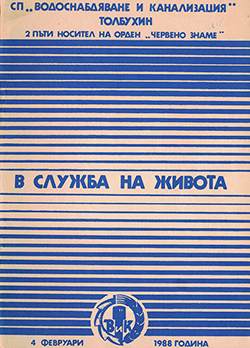 СП „ВОДОСНАБДЯВАНЕ И КАНАЛИЗАЦИЯ"
ТОЛБУХИН
2 ПЪТИ НОСИТЕЛ НА ОРДЕН „ЧЕРВЕНО ЗНАМЕ"
В СЛУЖБА НА ЖИВОТА
ВиК
4 ФЕВРУАРИ 1988 ГОДИНА